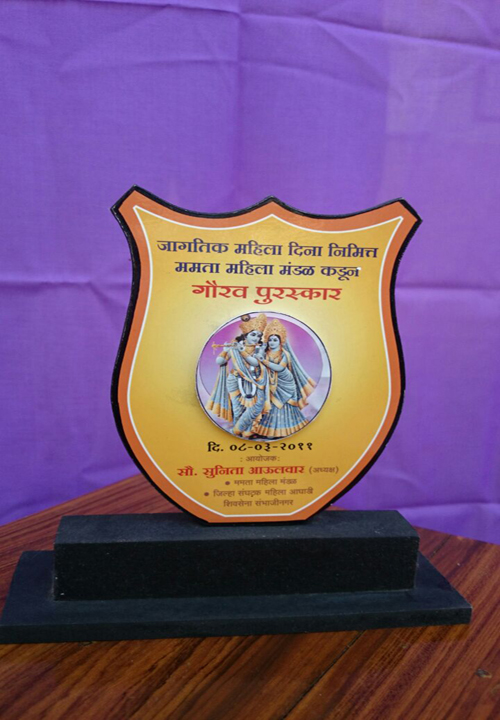 जागतिक महिला दिना निमित्त
ममता महिला मंडळ कडून
गौरव पुरस्कार
दि. ०८-०३-२०११
: आयोजक:
सौ. सुनिता आऊलवार (अध्यक्ष)
● ममता महिला मंडळ
● जिल्हा संघटक महिला आघाडी
शिवसेना संभाजीनगर